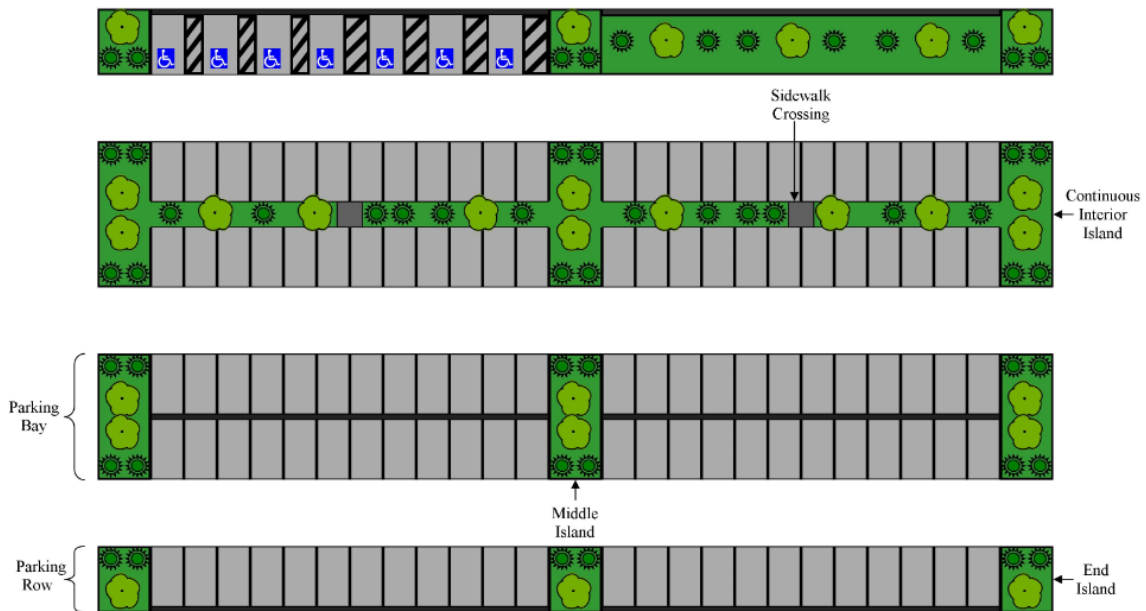 Sidewalk
Crossing
Continuous
Interior
Island
Parking
Bay
Middle
Island
Parking
Row
End
Island